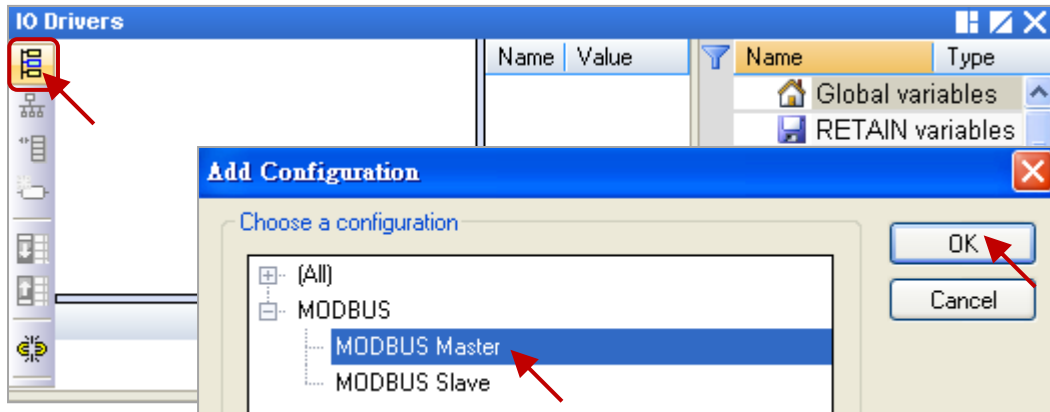 IO Drivers
Name Value Name Type
Global variables
RETAIN variables
Add Configuration
Choose a configuration
OK
(All)
Cancel
MODBUS
MODBUS Master
MODBUS Slave